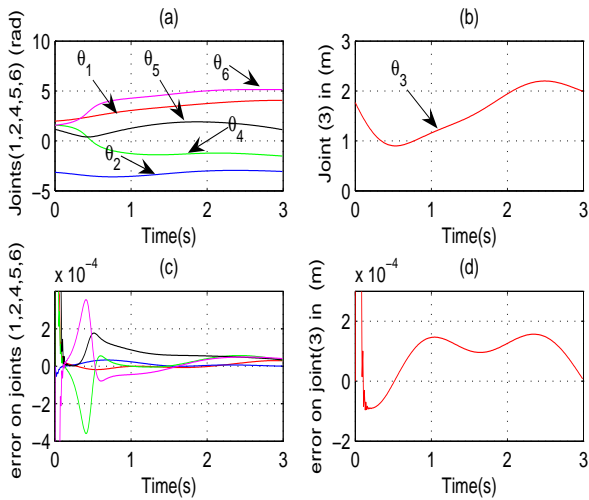 (a)
Joints(1,2,4,5,6) (rad)
10
5
0
−5
0
1
2
3
Time(s)
θ1
θ5
θ6
θ4
θ2
(b)
Joint (3) in (m)
3
2
1
0
0
1
2
3
Time(s)
θ3
(c)
x 10−4
error on joints (1,2,4,5,6)
2
0
−2
−4
0
1
2
3
Time(s)
(d)
x 10−4
error on joint(3) in (m)
2
0
−2
0
1
2
3
Time(s)